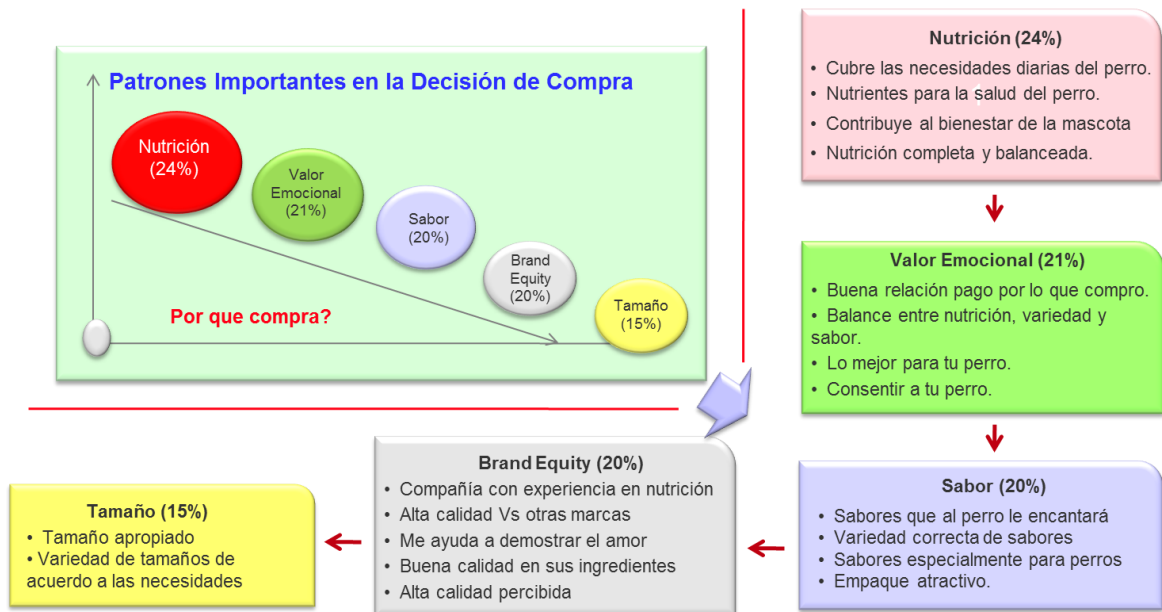 Patrones Importantes en la Decisión de Compra
Nutrición
(24%)
Valor
Emocional
(21%)
Sabor
(20%)
Brand
Equity
(20%)
Tamaño
(15%)
Por que compra?
Nutrición (24%)
• Cubre las necesidades diarias del perro.
• Nutrientes para la salud del perro.
• Contribuye al bienestar de la mascota
• Nutrición completa y balanceada.
Valor Emocional (21%)
• Buena relación pago por lo que compro.
• Balance entre nutrición, variedad y
sabor.
• Lo mejor para tu perro.
• Consentir a tu perro.
Sabor (20%)
• Sabores que al perro le encantará
• Variedad correcta de sabores
• Sabores especialmente para perros
• Empaque atractivo.
Brand Equity (20%)
• Compañía con experiencia en nutrición
• Alta calidad Vs otras marcas
• Me ayuda a demostrar el amor
• Buena calidad en sus ingredientes
• Alta calidad percibida
Tamaño (15%)
• Tamaño apropiado
• Variedad de tamaños de
acuerdo a las necesidades